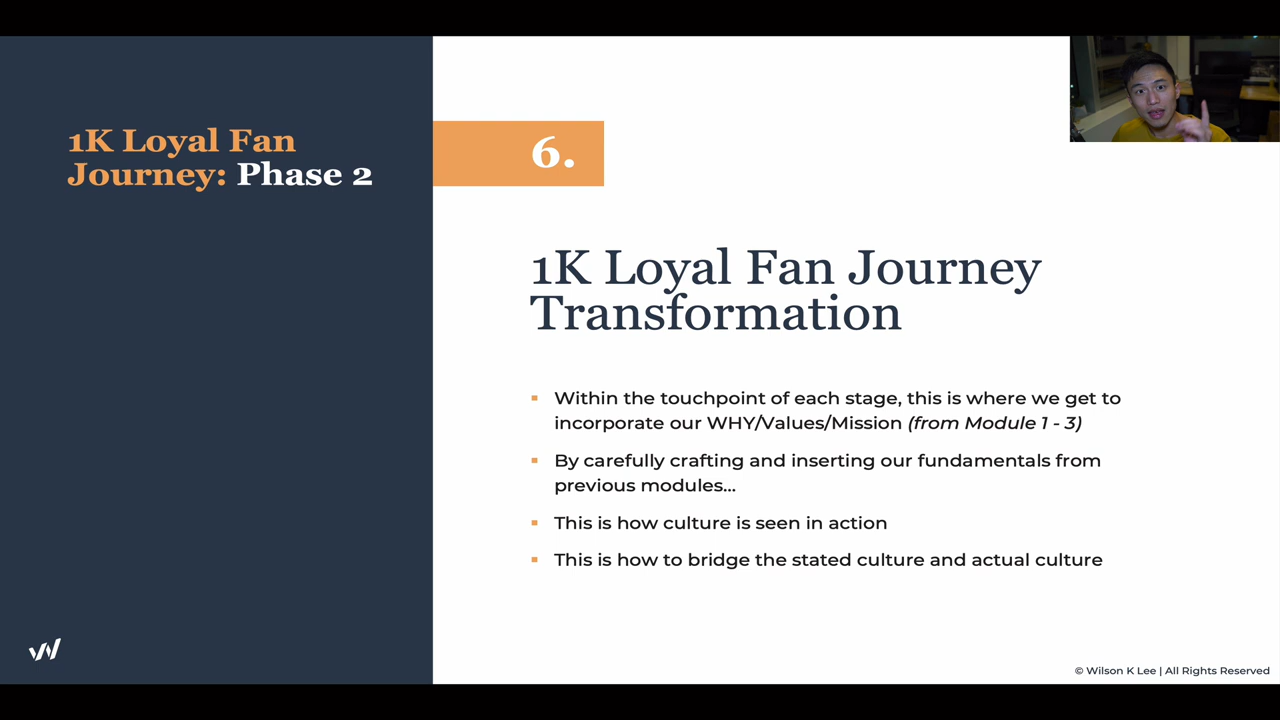 1K Loyal Fan
Journey: Phase 2
6.
1K Loyal Fan Journey
Transformation
▪ Within the touchpoint of each stage, this is where we get to
incorporate our WHY/Values/Mission (from Module 1 - 3)
▪ By carefully crafting and inserting our fundamentals from
previous modules...
▪ This is how culture is seen in action
▪ This is how to bridge the stated culture and actual culture
© Wilson K Lee | All Rights Reserved